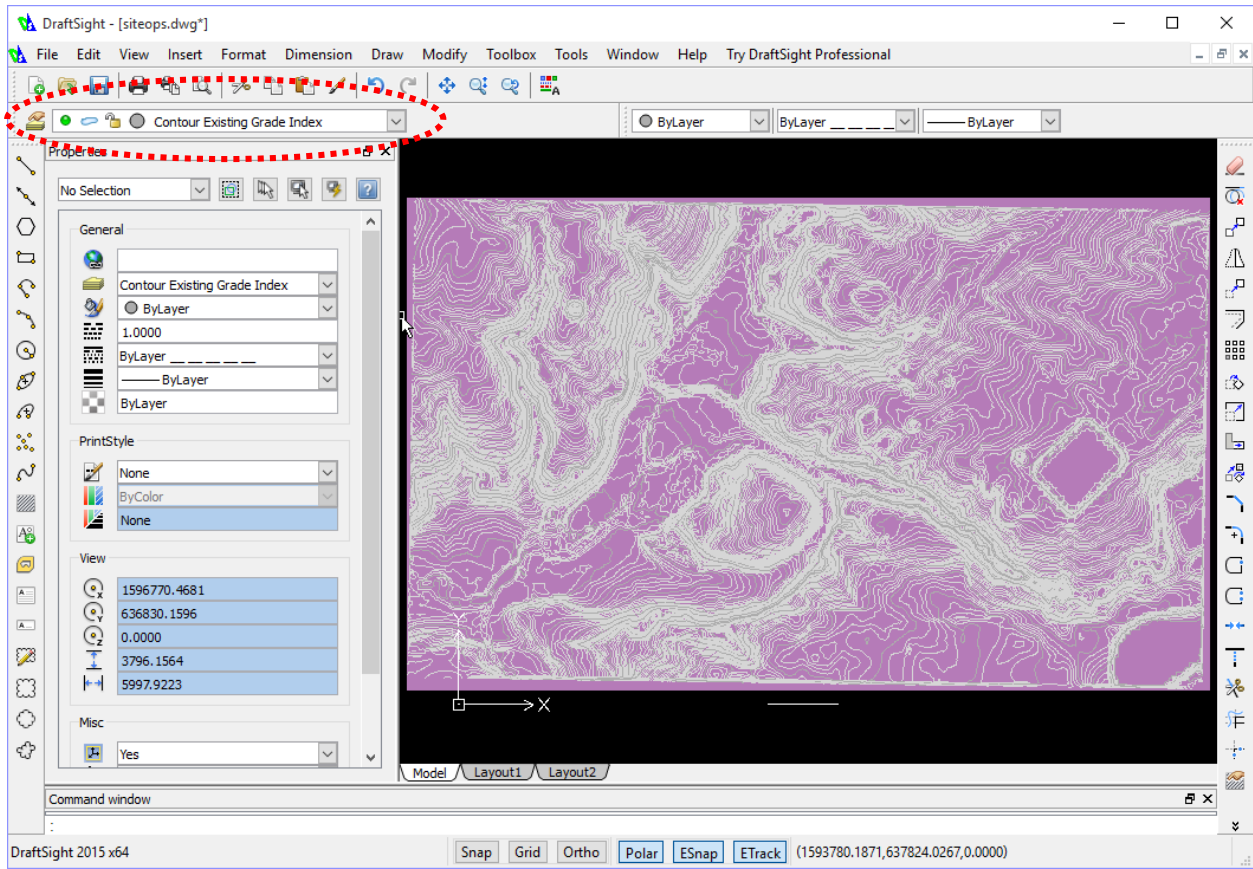 DraftSight - [siteops.dwg*]
File Edit View Insert Format Dimension Draw Modify Toolbox Tools Window Help Try DraftSight Professional
Contour Existing Grade Index
ByLayer ByLayer ByLayer
Properties
No Selection
General
Contour Existing Grade Index
ByLayer
1.0000
ByLayer
ByLayer
ByLayer
PrintStyle
None
ByColor
None
View
1596770.4681
636830.1596
0.0000
3796.1564
5997.9223
Misc
Yes
Y
X
Model Layout1 Layout2
Command window
:
DraftSight 2015 x64 Snap Grid Ortho Polar ESnap ETrack (1593780.1871,637824.0267,0.0000)